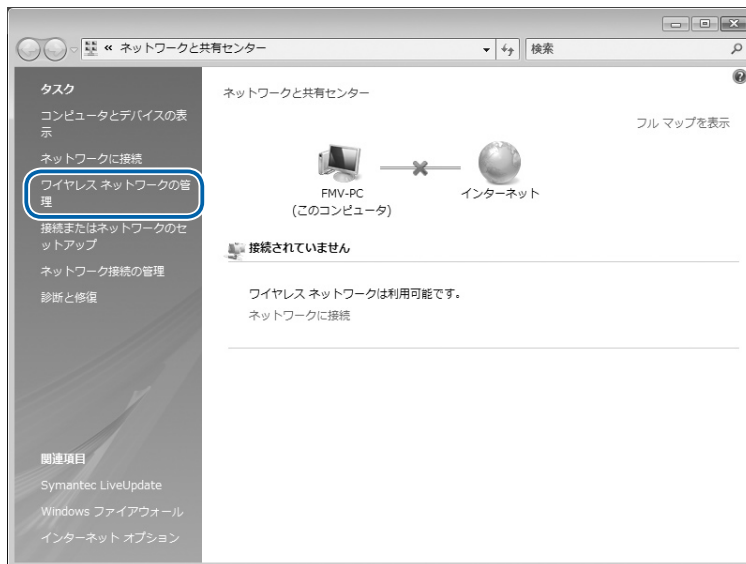 « ネットワークと共有センター
検索
タスク
コンピュータとデバイスの表
示
ネットワークに接続
ワイヤレス ネットワークの管
理
接続またはネットワークのセ
ットアップ
ネットワーク接続の管理
診断と修復
関連項目
Symantec LiveUpdate
Windows ファイアウォール
インターネット オプション
ネットワークと共有センター
フル マップを表示
FMV-PC
(このコンピュータ)
インターネット
接続されていません
ワイヤレス ネットワークは利用可能です。
ネットワークに接続